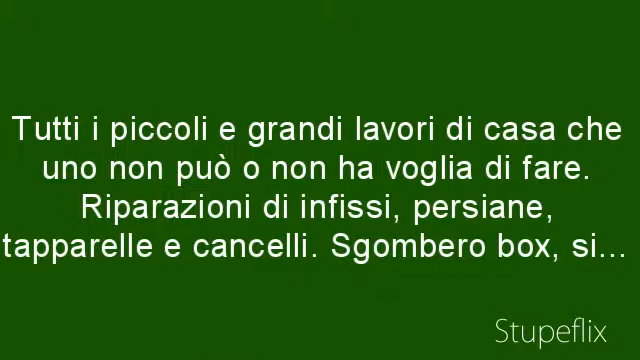 Tutti i piccoli e grandi lavori di casa che
uno non può o non ha voglia di fare.
Riparazioni di infissi, persiane,
tapparelle e cancelli. Sgombero box, si...
Stupeflix